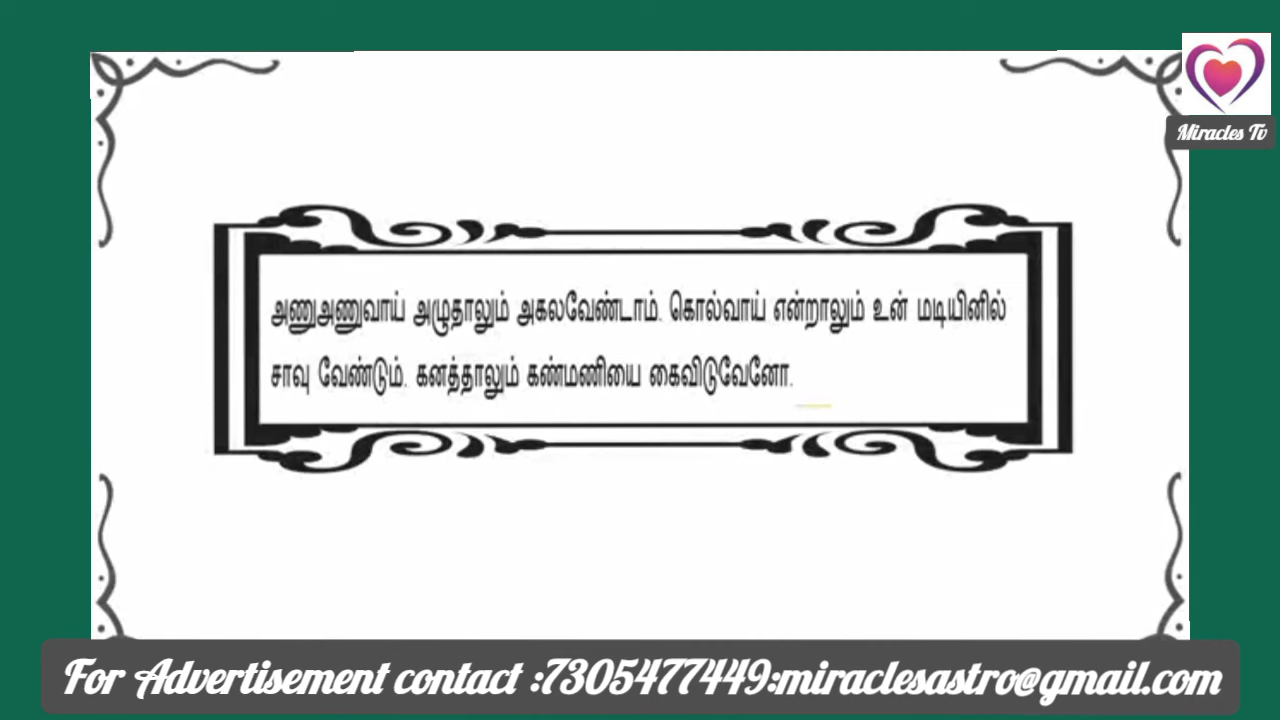 Miracles Tv
அணுஅணுவாய் அழுதாலும் அகலவேண்டாம். கொல்வாய் என்றாலும் உன் மடியினில்
சாவு வேண்டும். கனத்தாலும் கண்மணியை கைவிடுவேனோ.
For Advertisement contact :7305477449:miraclesastro@gmail.com